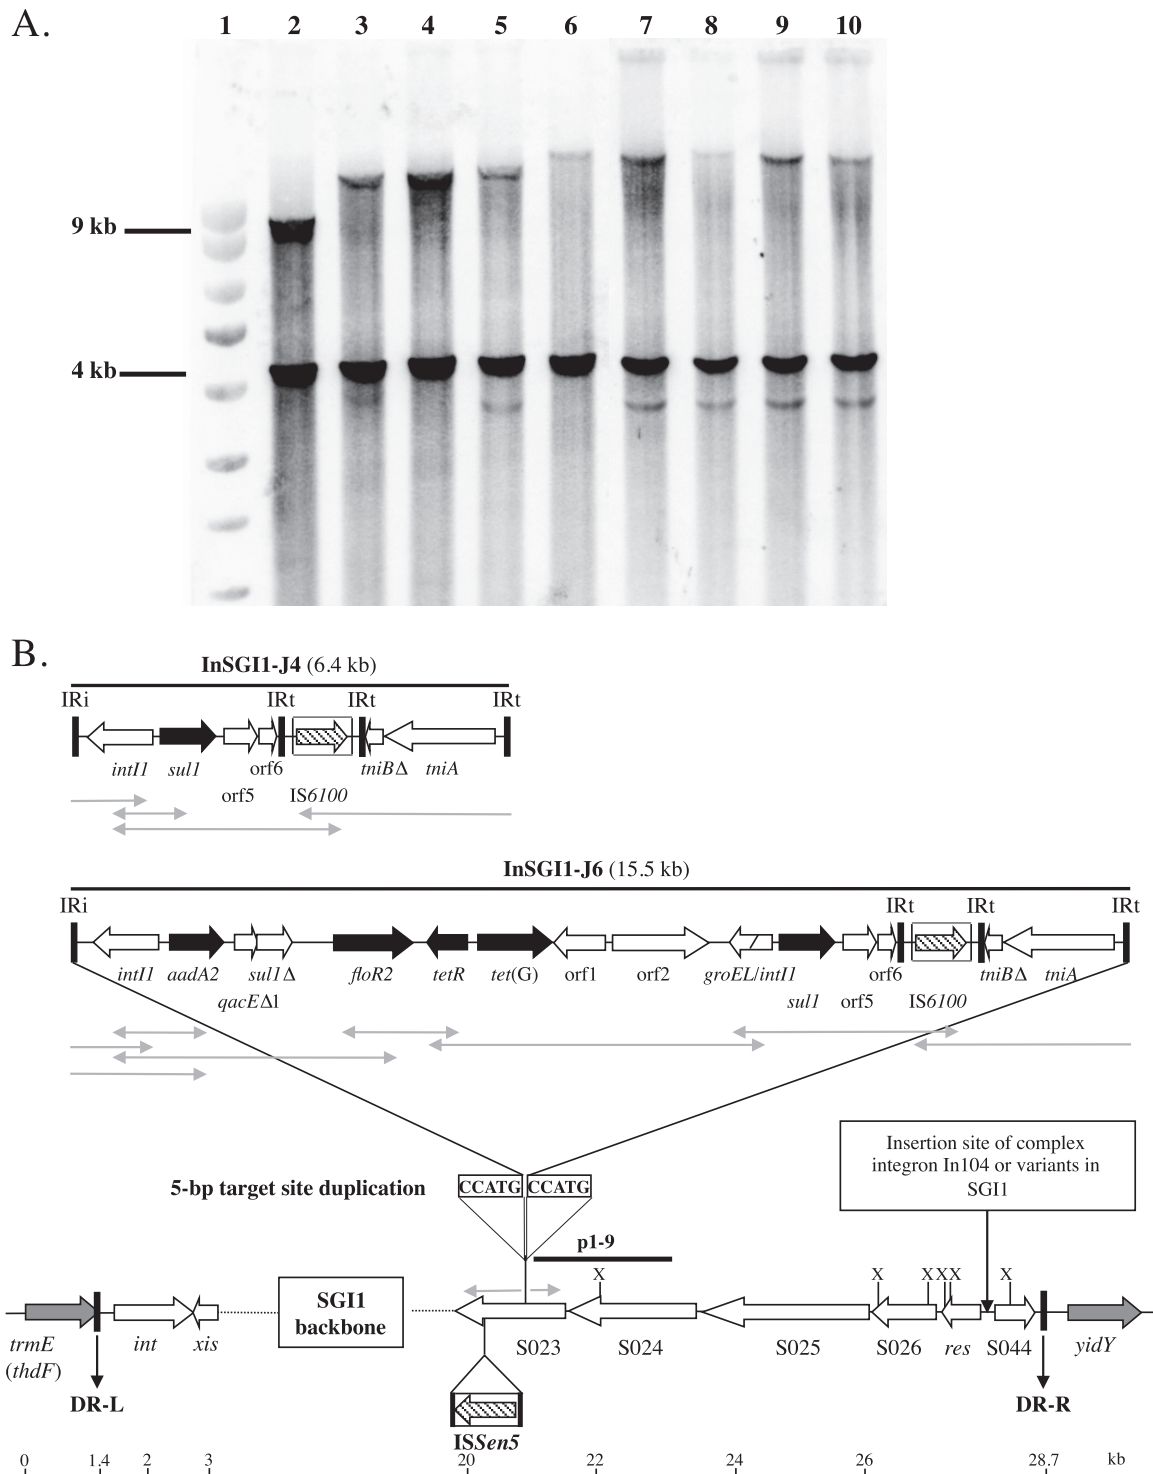 A.
1 2 3 4 5 6 7 8 9 10
9 kb
4 kb
B.
InSGI1-J4 (6.4 kb)
IRi IRt IRt IRt
intI1 sul1 orf6 tniBΔ tniA
orf5 IS6100
InSGI1-J6 (15.5 kb)
IRi IRt IRt IRt
intI1 aadA2 sul1Δ floR2 tetR tet(G) orf1 orf2 groEL/intI1 orf6 tniBΔ tniA
qacEΔ1 sul1 orf5 IS6100
Insertion site of complex
integron In104 or variants in
SGI1
5-bp target site duplication CCATG CCATG
p1-9
X X X X X X
SGI1
backbone
trmE int xis S023 S024 S025 S026 res S044 yidY
(thdF)
DR-L DR-R
ISSen5
0 1.4 2 3 20 22 24 26 28.7 kb